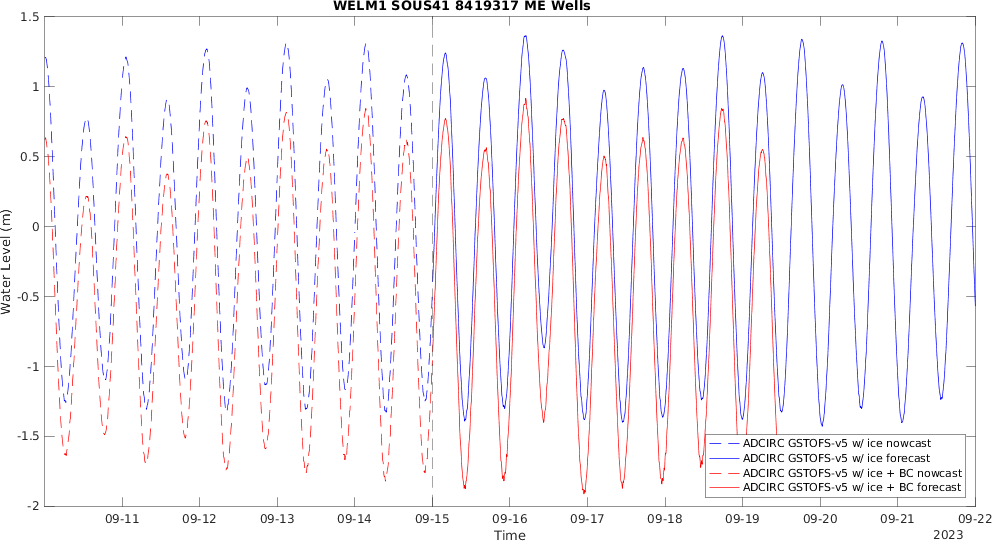 WELM1 SOUS41 8419317 ME Wells
1.5
1
0.5
0
-0.5
-1
-1.5
-2
Water Level (m)
09-11 09-12 09-13 09-14 09-15 09-16 09-17 09-18 09-19 09-20 09-21 09-22
Time
2023
ADCIRC GSTOFS-v5 w/ ice nowcast
ADCIRC GSTOFS-v5 w/ ice forecast
ADCIRC GSTOFS-v5 w/ ice + BC nowcast
ADCIRC GSTOFS-v5 w/ ice + BC forecast